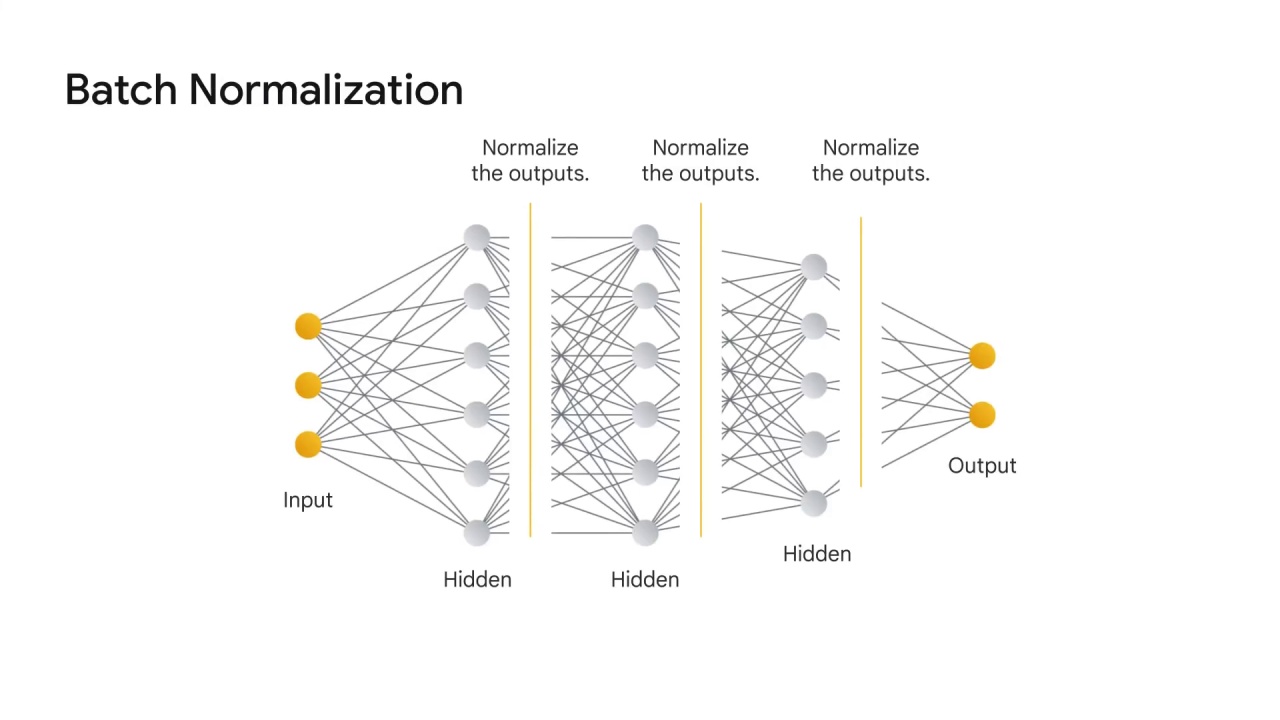 Batch Normalization
Normalize
the outputs.
Normalize
the outputs.
Normalize
the outputs.
Input
Hidden
Hidden
Hidden
Output